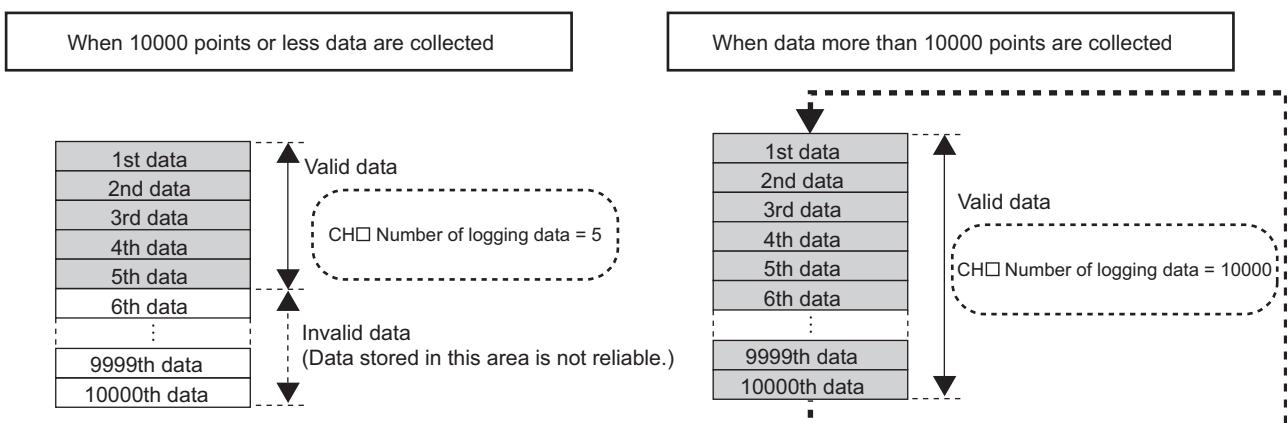 When 10000 points or less data are collected
1st data
2nd data
3rd data
4th data
5th data
6th data
⋮
9999th data
10000th data
Valid data
CH□ Number of logging data = 5
Invalid data
(Data stored in this area is not reliable.)
When data more than 10000 points are collected
1st data
2nd data
3rd data
4th data
5th data
6th data
⋮
9999th data
10000th data
Valid data
CH□ Number of logging data = 10000